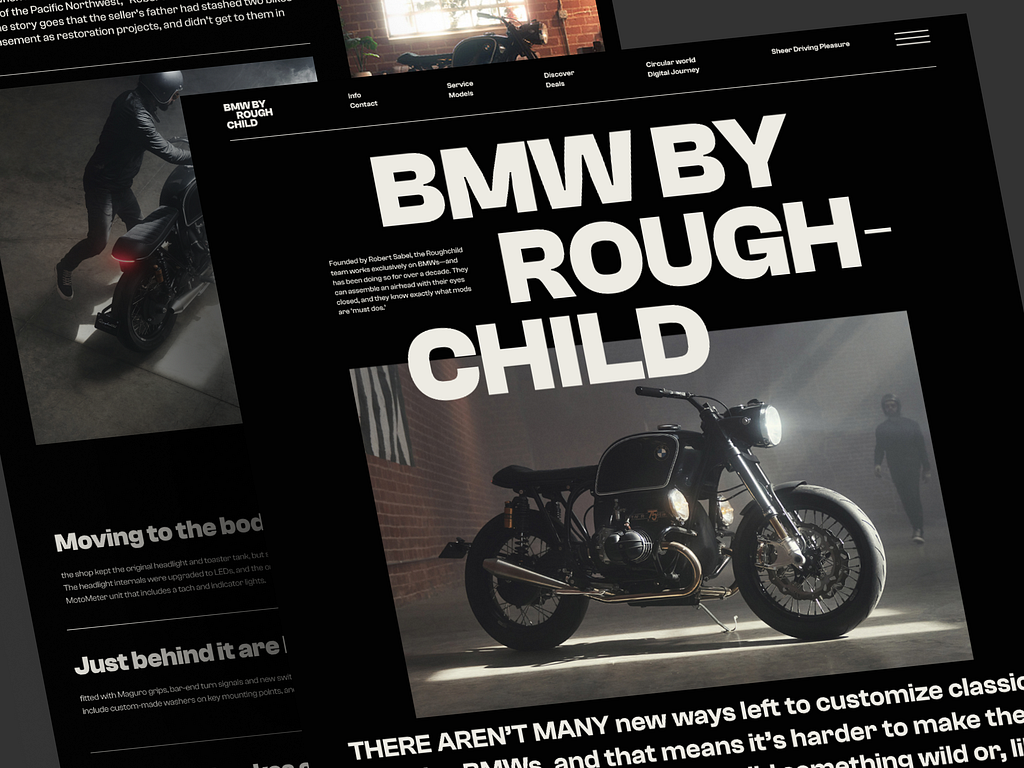 of the Pacific Northwest,
he story goes that the seller's father had stashed two bikes
asement as restoration projects, and didn't get to them in
BMW BY
ROUGH
CHILD
Info
Contact
Service
Models
Discover
Deals
Circular world
Digital Journey
Sheer Driving Pleasure
BMW BY
ROUGH–
CHILD
Founded by Robert Sabel, the Roughchild
team works exclusively on BMWs—and
has been doing so for over a decade. They
can assemble an airhead with their eyes
closed, and they know exactly what mods
are 'must dos.'
Moving to the bod
the shop kept the original headlight and toaster tank, but
The headlight internals were upgraded to LEDs, and the
MotoMeter unit that includes a tach and indicator lights.
Just behind it are
fitted with Magura grips, bar-end turn signals and new
include custom-made washers on key mounting points,
THERE AREN'T MANY new ways left to customize classic
BMWs, and that means it's harder to make the
something wild or,